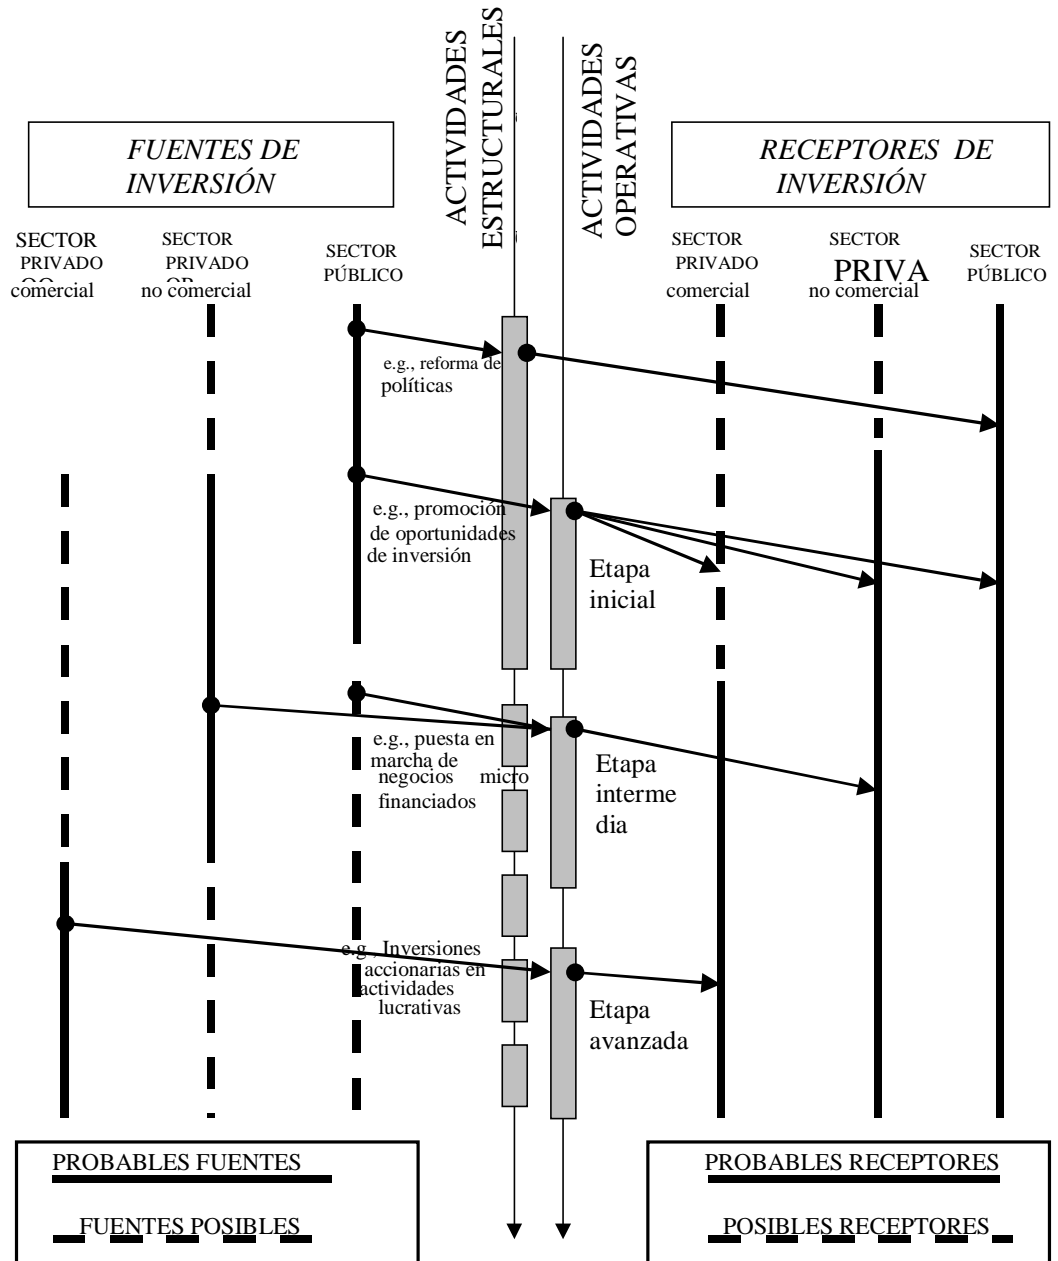 ACTIVIDADES
ESTRUCTURALES
ACTIVIDADES
OPERATIVAS
FUENTES DE
INVERSIÓN
RECEPTORES DE
INVERSIÓN
SECTOR
PRIVADO
comercial
SECTOR
PRIVADO
no comercial
SECTOR
PÚBLICO
SECTOR
PRIVADO
comercial
SECTOR
PRIVA
no comercial
SECTOR
PÚBLICO
e.g., reforma de
políticas
e.g., promoción
de oportunidades
de inversión
Etapa
inicial
e.g., puesta en
marcha de
negocios micro
financiados
Etapa
interme
dia
e.g., Inversiones
accionarias en
actividades
lucrativas
Etapa
avanzada
PROBABLES FUENTES
FUENTES POSIBLES
PROBABLES RECEPTORES
POSIBLES RECEPTORES